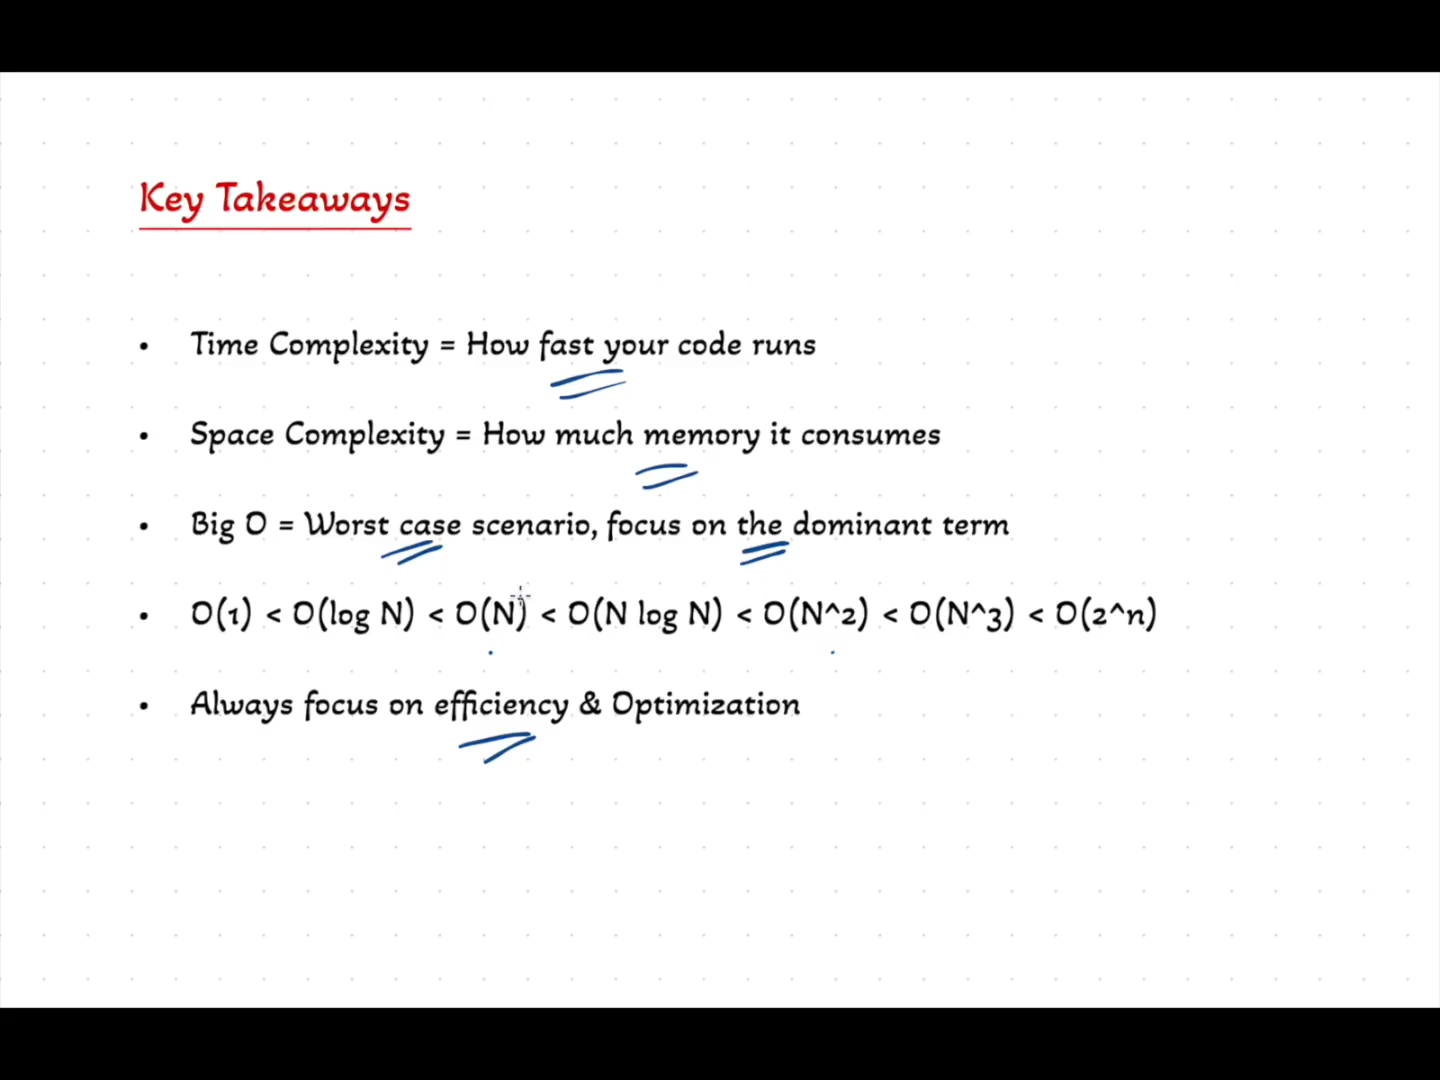 Key Takeaways
• Time Complexity = How fast your code runs
• Space Complexity = How much memory it consumes
• Big O = Worst case scenario, focus on the dominant term
• O(1) < O(log N) < O(N) < O(N log N) < O(N^2) < O(N^3) < O(2^n)
• Always focus on efficiency & Optimization